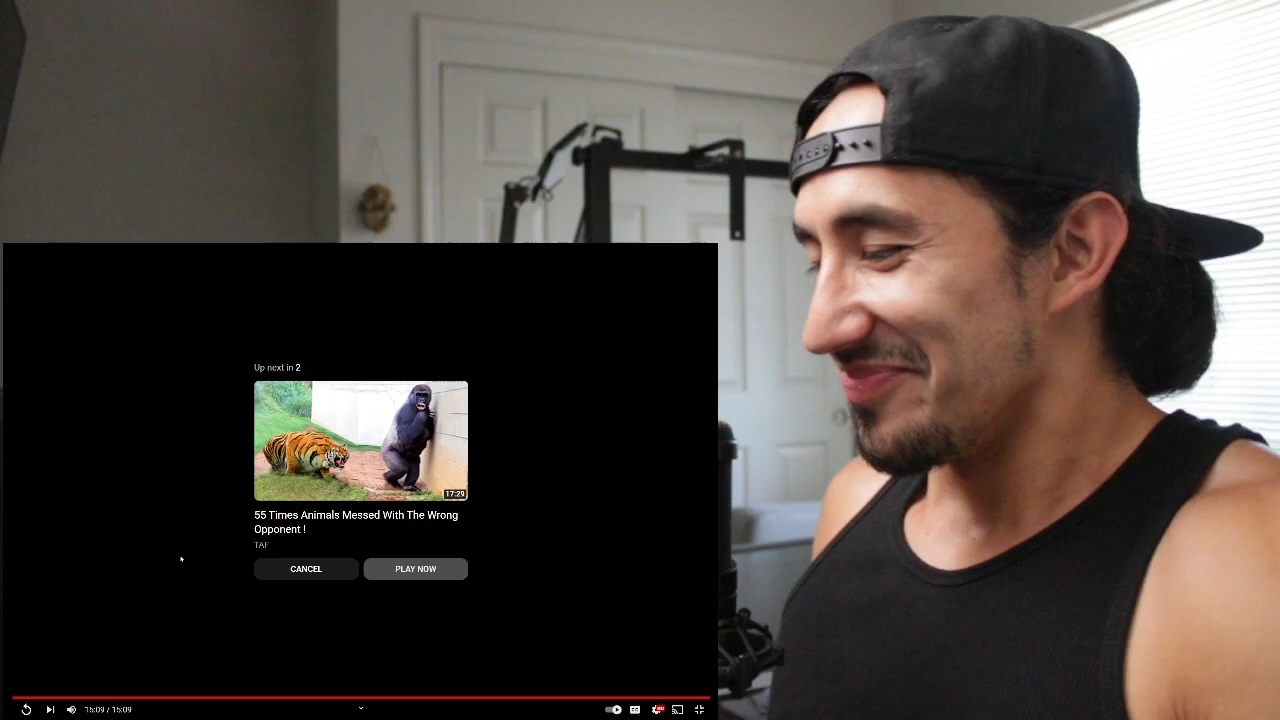 Up next in 2
17:29
55 Times Animals Messed With The Wrong
Opponent !
TAF
CANCEL
PLAY NOW
15:09 / 15:09